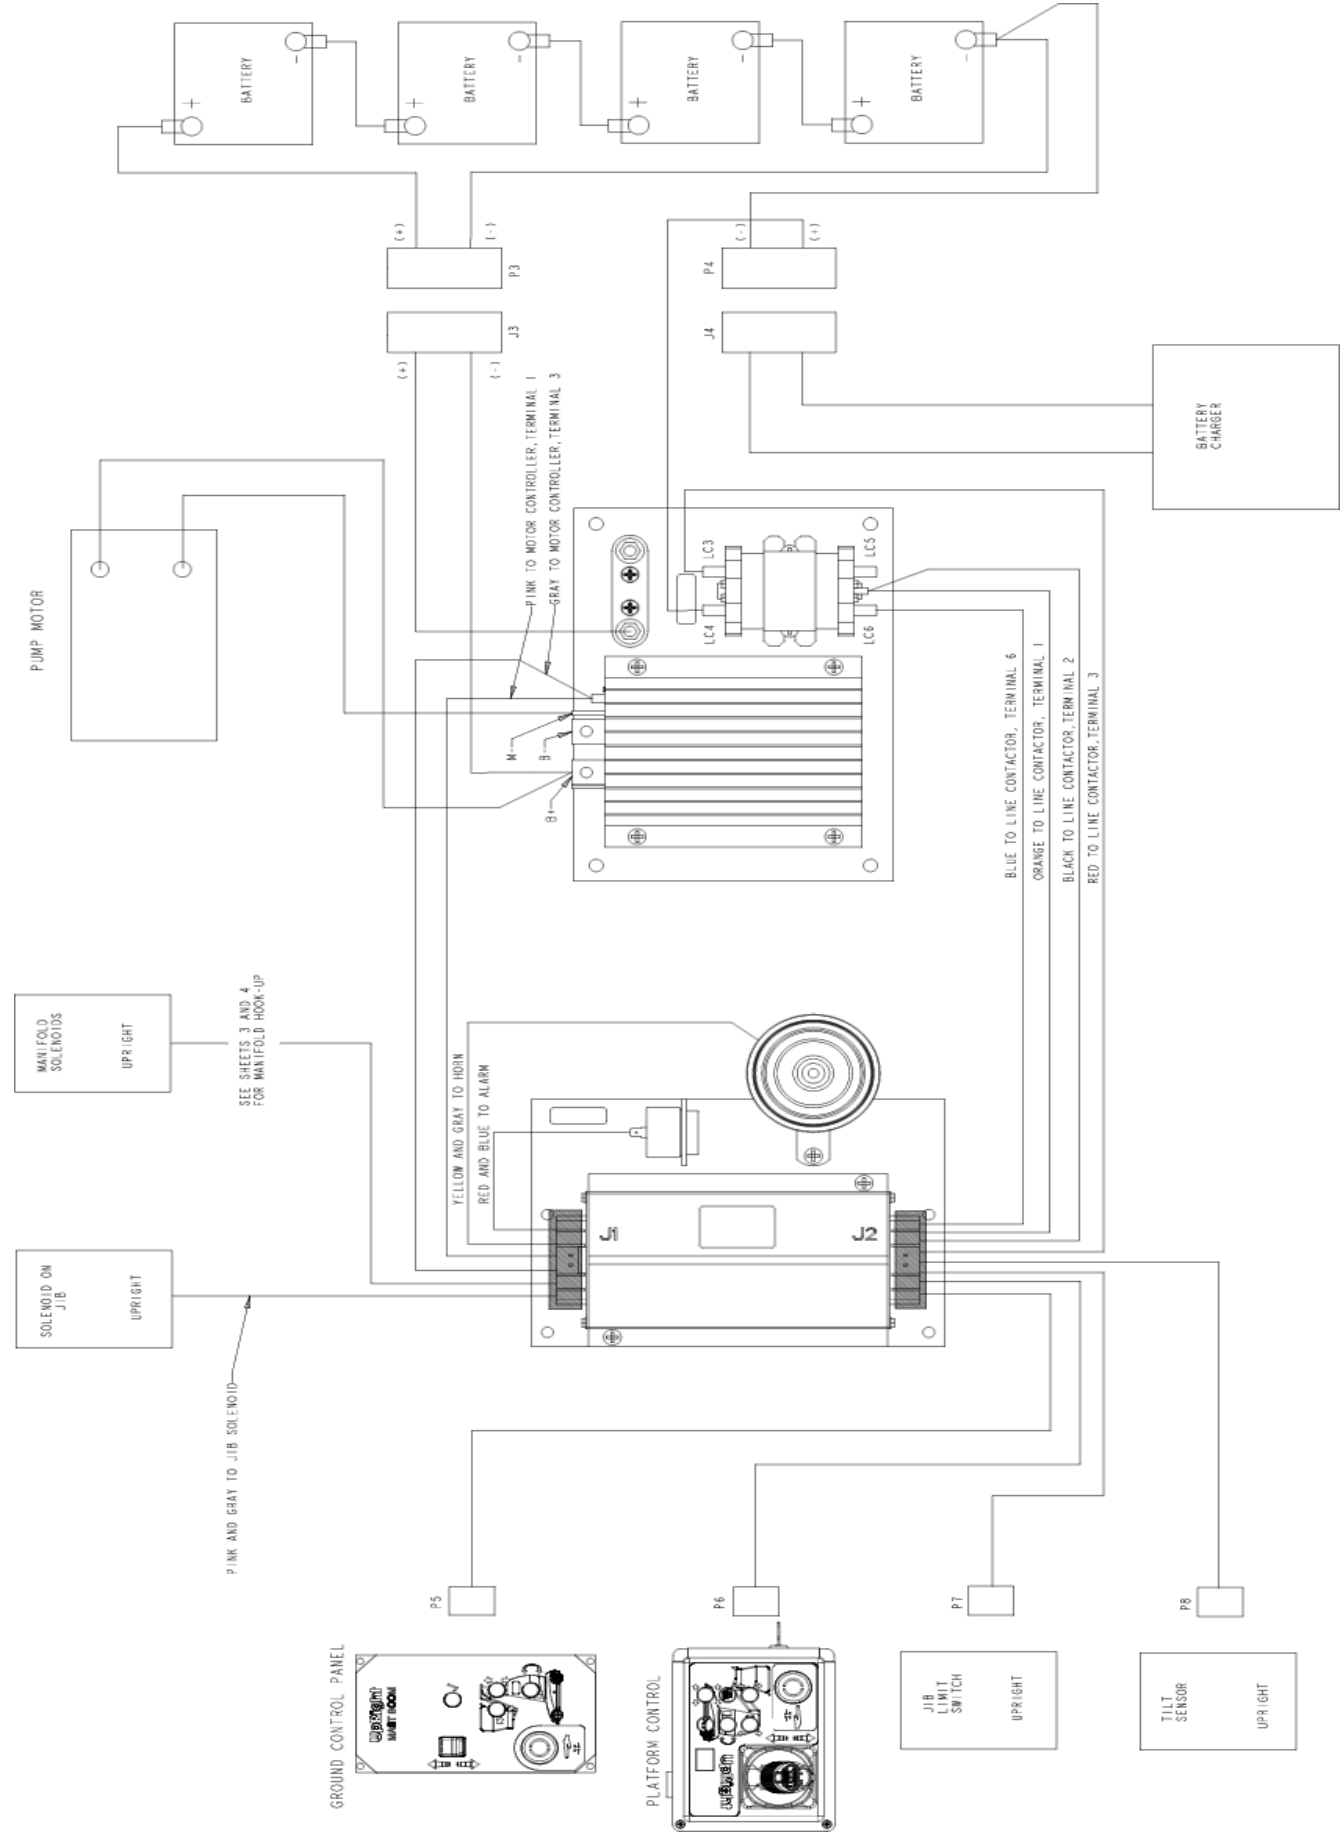 BATTERY
+
-
BATTERY
+
-
BATTERY
+
-
BATTERY
+
-
(+)
(-)
P3
(-)
(+)
P4
J3
(+)
(-)
J4
BATTERY
CHARGER
PUMP MOTOR
PINK TO MOTOR CONTROLLER, TERMINAL 1
GRAY TO MOTOR CONTROLLER, TERMINAL 3
LC3
LC5
LC4
LC6
M-
B-
B+
BLUE TO LINE CONTACTOR, TERMINAL 6
ORANGE TO LINE CONTACTOR, TERMINAL 1
BLACK TO LINE CONTACTOR, TERMINAL 2
RED TO LINE CONTACTOR, TERMINAL 3
MANIFOLD
SOLENOIDS
UPRIGHT
SEE SHEETS 3 AND 4
FOR MANIFOLD HOOK-UP
YELLOW AND GRAY TO HORN
RED AND BLUE TO ALARM
J1
J2
SOLENOID ON
JIB
UPRIGHT
PINK AND GRAY TO JIB SOLENOID
P5
P6
P7
P8
GROUND CONTROL PANEL
UpRight
MAST BOOM
PLATFORM CONTROL
UpRight
JIB
LIMIT
SWITCH
UPRIGHT
TILT
SENSOR
UPRIGHT